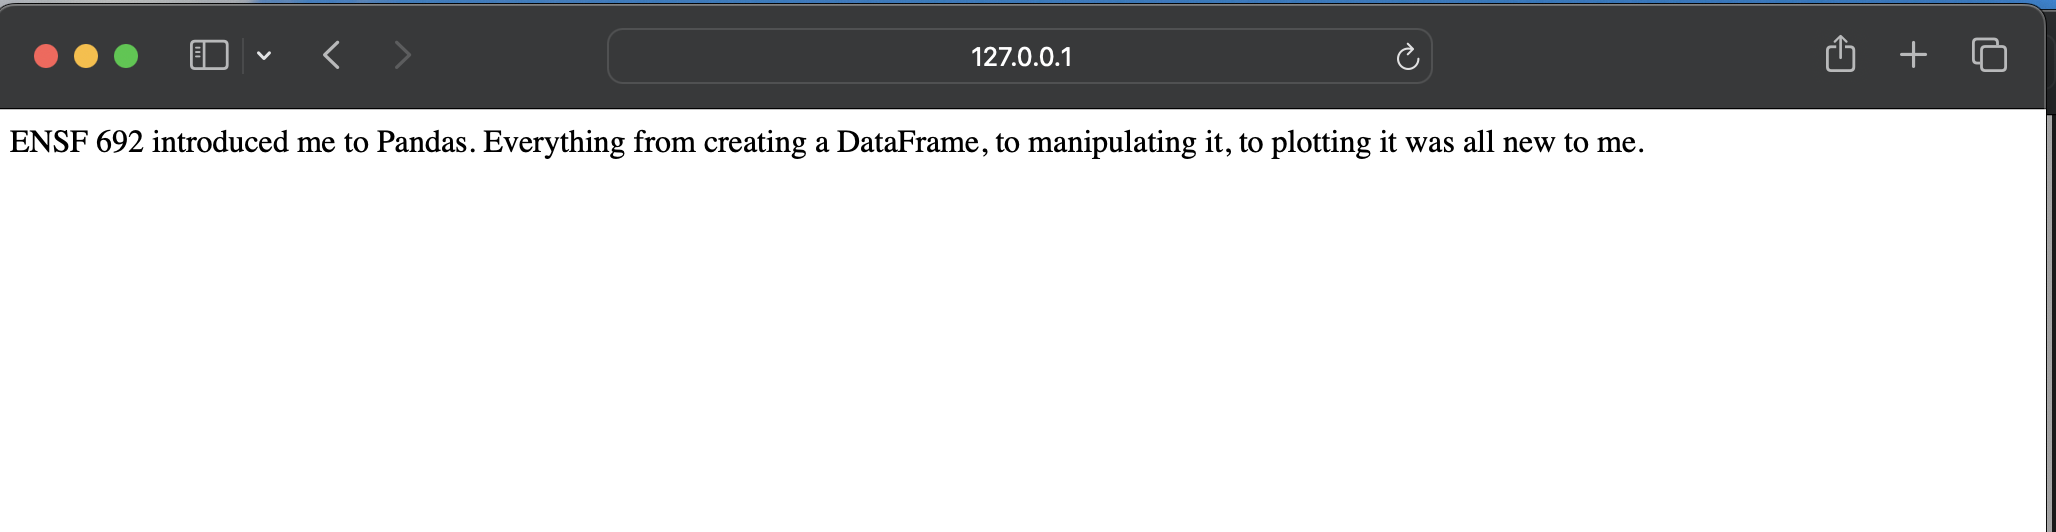 127.0.0.1
ENSF 692 introduced me to Pandas. Everything from creating a DataFrame, to manipulating it, to plotting it was all new to me.